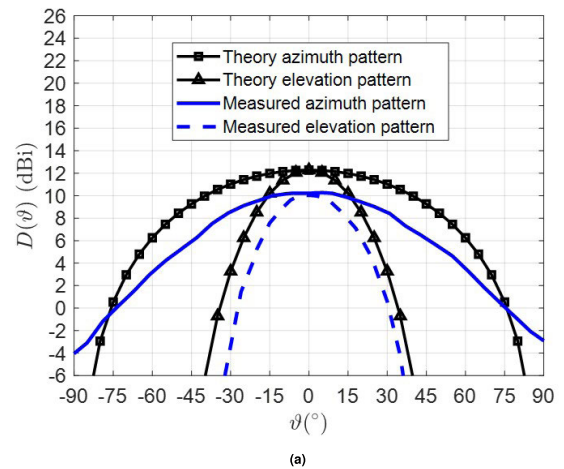 26
24
22
20
18
16
14
12
10
8
6
4
2
0
-2
-4
-6
D(ϑ) (dBi)
Theory azimuth pattern
Theory elevation pattern
Measured azimuth pattern
Measured elevation pattern
-90 -75 -60 -45 -30 -15 0 15 30 45 60 75 90
ϑ(°)
(a)